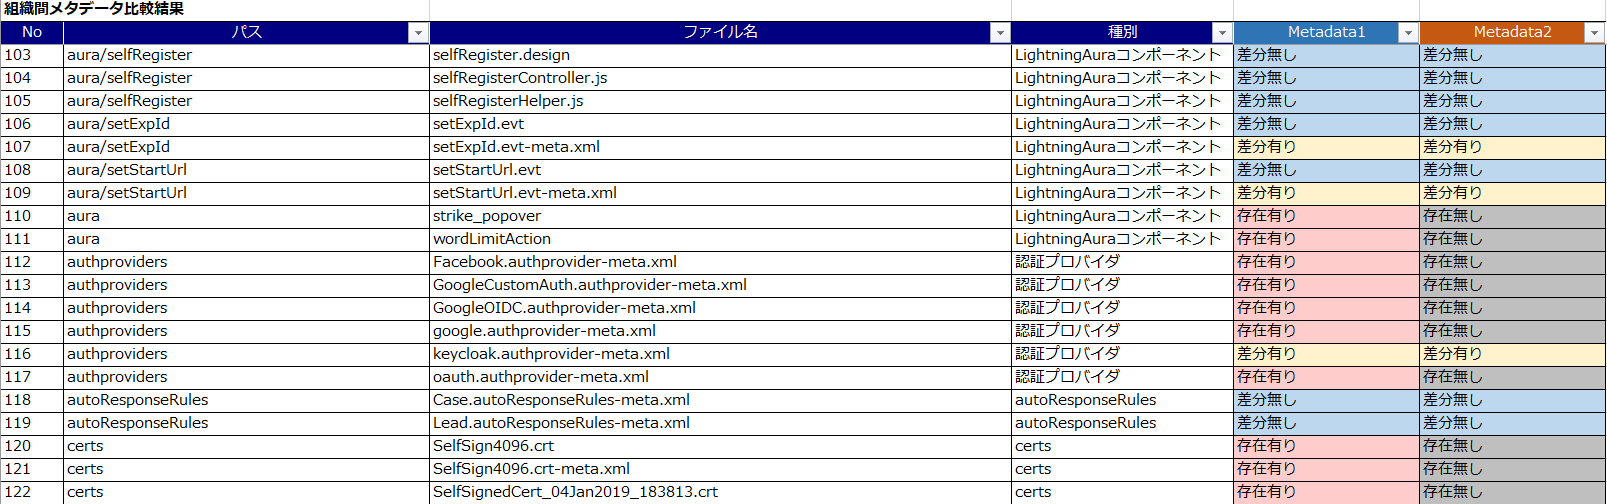 組織間メタデータ比較結果
No パス ファイル名 種別 Metadata1 Metadata2
103 aura/selfRegister selfRegister.design LightningAuraコンポーネント 差分無し 差分無し
104 aura/selfRegister selfRegisterController.js LightningAuraコンポーネント 差分無し 差分無し
105 aura/selfRegister selfRegisterHelper.js LightningAuraコンポーネント 差分無し 差分無し
106 aura/setExpId setExpId.evt LightningAuraコンポーネント 差分無し 差分無し
107 aura/setExpId setExpId.evt-meta.xml LightningAuraコンポーネント 差分有り 差分有り
108 aura/setStartUrl setStartUrl.evt LightningAuraコンポーネント 差分無し 差分無し
109 aura/setStartUrl setStartUrl.evt-meta.xml LightningAuraコンポーネント 差分有り 差分有り
110 aura strike_popover LightningAuraコンポーネント 存在有り 存在無し
111 aura wordLimitAction LightningAuraコンポーネント 存在有り 存在無し
112 authproviders Facebook.authprovider-meta.xml 認証プロバイダ 存在有り 存在無し
113 authproviders GoogleCustomAuth.authprovider-meta.xml 認証プロバイダ 存在有り 存在無し
114 authproviders GoogleOIDC.authprovider-meta.xml 認証プロバイダ 存在有り 存在無し
115 authproviders google.authprovider-meta.xml 認証プロバイダ 存在有り 存在無し
116 authproviders keycloak.authprovider-meta.xml 認証プロバイダ 差分有り 差分有り
117 authproviders oauth.authprovider-meta.xml 認証プロバイダ 存在有り 存在無し
118 autoResponseRules Case.autoResponseRules-meta.xml autoResponseRules 差分無し 差分無し
119 autoResponseRules Lead.autoResponseRules-meta.xml autoResponseRules 差分無し 差分無し
120 certs SelfSign4096.crt certs 存在有り 存在無し
121 certs SelfSign4096.crt-meta.xml certs 存在有り 存在無し
122 certs SelfSignedCert_04Jan2019_183813.crt certs 存在有り 存在無し